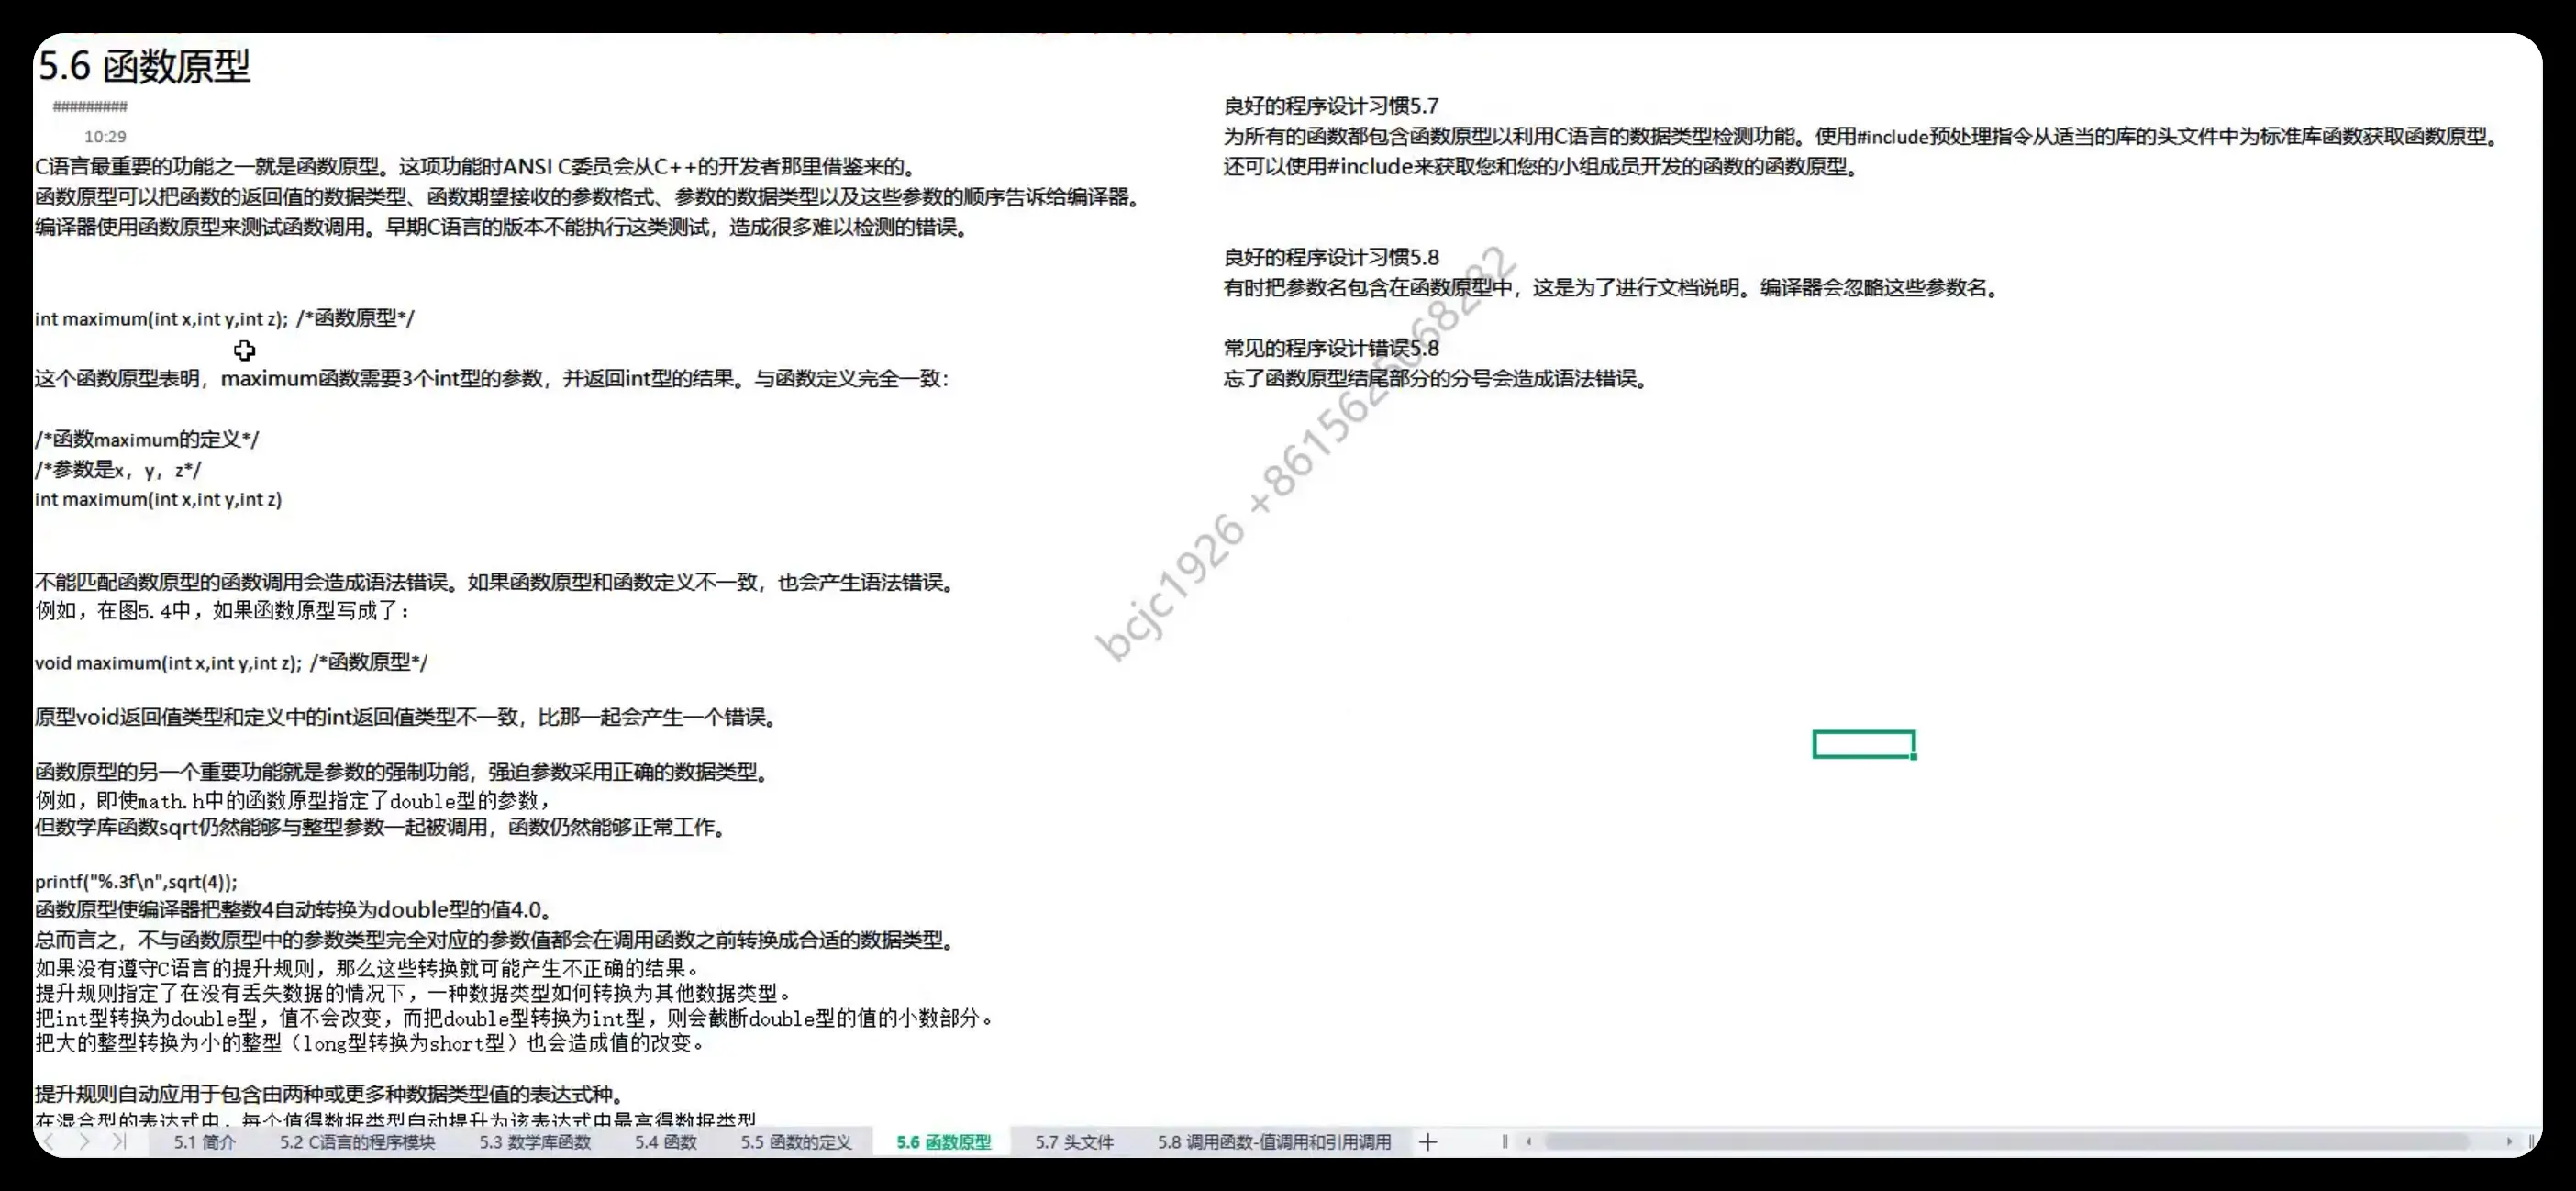 5.6 函数原型
#########
10:29
C语言最重要的功能之一就是函数原型。这项功能时ANSI C委员会从C++的开发者那里借鉴来的。
函数原型可以把函数的返回值的数据类型、函数期望接收的参数格式、参数的数据类型以及这些参数的顺序告诉给编译器。
编译器使用函数原型来测试函数调用。早期C语言的版本不能执行这类测试，造成很多难以检测的错误。
int maximum(int x,int y,int z); /*函数原型*/
这个函数原型表明，maximum函数需要3个int型的参数，并返回int型的结果。与函数定义完全一致：
/*函数maximum的定义*/
/*参数是x，y，z*/
int maximum(int x,int y,int z)
不能匹配函数原型的函数调用会造成语法错误。如果函数原型和函数定义不一致，也会产生语法错误。
例如，在图5.4中，如果函数原型写成了：
void maximum(int x,int y,int z); /*函数原型*/
原型void返回值类型和定义中的int返回值类型不一致，比那一起会产生一个错误。
函数原型的另一个重要功能就是参数的强制功能，强迫参数采用正确的数据类型。
例如，即使math.h中的函数原型指定了double型的参数，
但数学库函数sqrt仍然能够与整型参数一起被调用，函数仍然能够正常工作。
printf("%.3f\n",sqrt(4));
函数原型使编译器把整数4自动转换为double型的值4.0。
总而言之，不与函数原型中的参数类型完全对应的参数值都会在调用函数之前转换成合适的数据类型。
如果没有遵守C语言的提升规则，那么这些转换就可能产生不正确的结果。
提升规则指定了在没有丢失数据的情况下，一种数据类型如何转换为其他数据类型。
把int型转换为double型，值不会改变，而把double型转换为int型，则会截断double型的值的小数部分。
把大的整型转换为小的整型（long型转换为short型）也会造成值的改变。
提升规则自动应用于包含由两种或更多种数据类型值的表达式种。
在混合型的表达式中，每个值得数据类型自动提升为该表达式中最高得数据类型
良好的程序设计习惯5.7
为所有的函数都包含函数原型以利用C语言的数据类型检测功能。使用#include预处理指令从适当的库的头文件中为标准库函数获取函数原型。
还可以使用#include来获取您和您的小组成员开发的函数的函数原型。
良好的程序设计习惯5.8
有时把参数名包含在函数原型中，这是为了进行文档说明。编译器会忽略这些参数名。
常见的程序设计错误5.8
忘了函数原型结尾部分的分号会造成语法错误。
bcjc1926
5.1 简介 5.2 C语言的程序模块 5.3 数学库函数 5.4 函数 5.5 函数的定义 5.6 函数原型 5.7 头文件 5.8 调用函数-值调用和引用调用